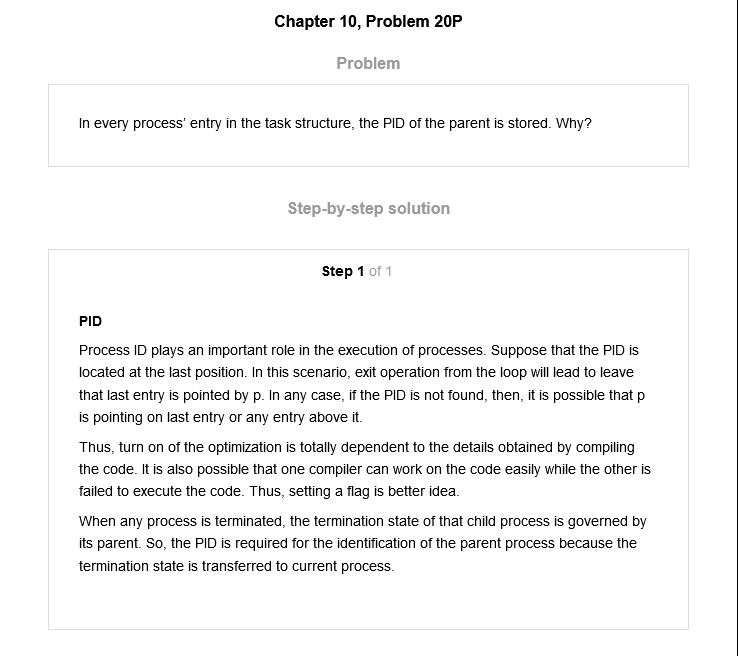 Chapter 10, Problem 20P
Problem
In every process' entry in the task structure, the PID of the parent is stored. Why?
Step-by-step solution
Step 1 of 1
PID
Process ID plays an important role in the execution of processes. Suppose that the PID is
located at the last position. In this scenario, exit operation from the loop will lead to leave
that last entry is pointed by p. In any case, if the PID is not found, then, it is possible that p
is pointing on last entry or any entry above it.
Thus, turn on of the optimization is totally dependent to the details obtained by compiling
the code. It is also possible that one compiler can work on the code easily while the other is
failed to execute the code. Thus, setting a flag is better idea.
When any process is terminated, the termination state of that child process is governed by
its parent. So, the PID is required for the identification of the parent process because the
termination state is transferred to current process.